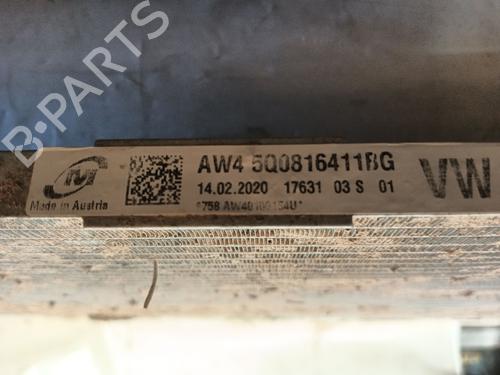 B-PARTS
AW4 5Q0816411BG
VW
14.02.2020 17631 03 S 01
Made in Austria